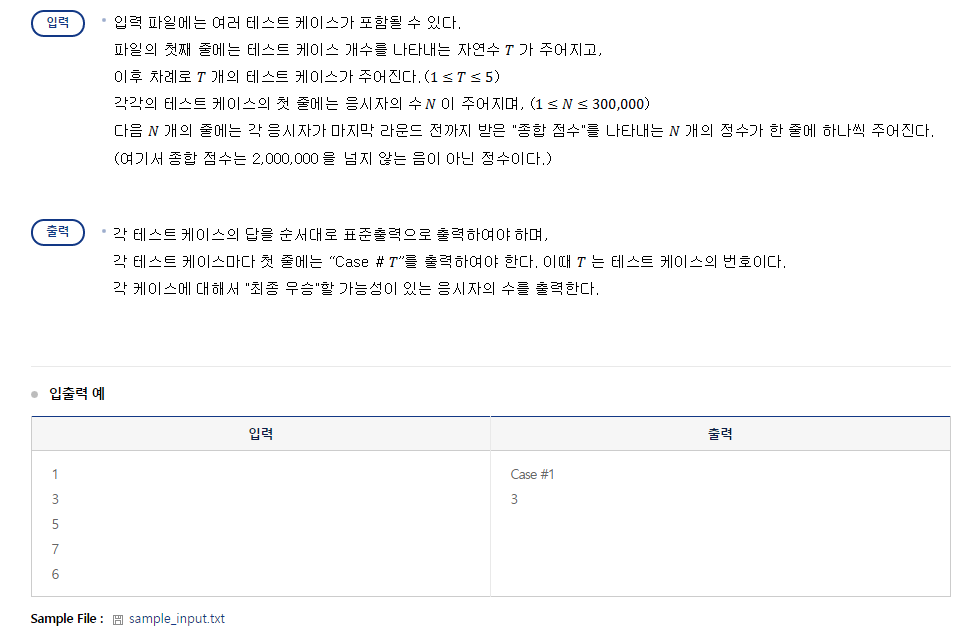 입력
입력 파일에는 여러 테스트 케이스가 포함될 수 있다.
파일의 첫째 줄에는 테스트 케이스 개수를 나타내는 자연수 T 가 주어지고,
이후 차례로 T 개의 테스트 케이스가 주어진다.(1 ≤ T ≤ 5)
각각의 테스트 케이스의 첫 줄에는 응시자의 수 N 이 주어지며, (1 ≤ N ≤ 300,000)
다음 N 개의 줄에는 각 응시자가 마지막 라운드 전까지 받은 "종합 점수"를 나타내는 N 개의 정수가 한 줄에 하나씩 주어진다.
(여기서 종합 점수는 2,000,000 을 넘지 않는 음이 아닌 정수이다.)
출력
각 테스트 케이스의 답을 순서대로 표준출력으로 출력하여야 하며,
각 테스트 케이스마다 첫 줄에는 “Case # T”를 출력하여야 한다. 이때 T 는 테스트 케이스의 번호이다.
각 케이스에 대해서 "최종 우승"할 가능성이 있는 응시자의 수를 출력한다.
입출력 예
입력 출력
1 Case #1
3 3
5
7
6
Sample File : sample_input.txt